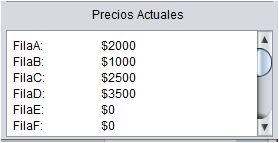 Precios Actuales
FilaA: $2000
FilaB: $1000
FilaC: $2500
FilaD: $3500
FilaE: $0
FilaF: $0